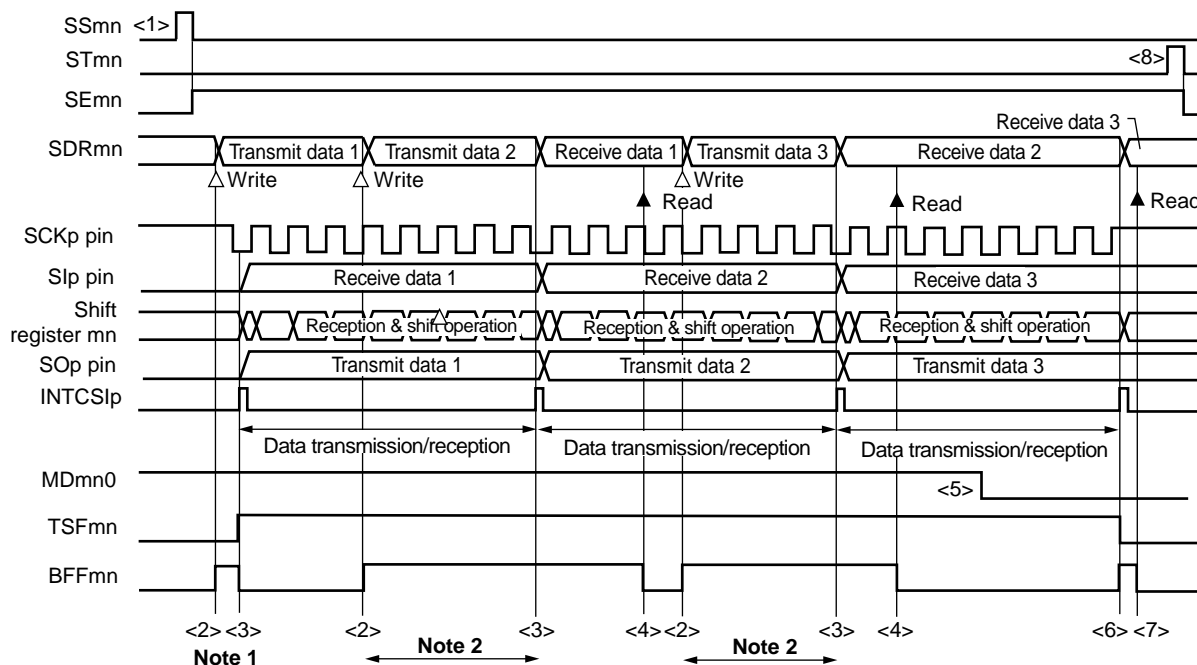 SSmn <1>
STmn <8>
SEmn
Receive data 3
SDRmn Transmit data 1 Transmit data 2 Receive data 1 Transmit data 3 Receive data 2
Write Write Write
Read Read Read
SCKp pin
SIp pin Receive data 1 Receive data 2 Receive data 3
Shift
register mn Reception & shift operation Reception & shift operation Reception & shift operation
SOp pin Transmit data 1 Transmit data 2 Transmit data 3
INTCSIp
Data transmission/reception Data transmission/reception Data transmission/reception
MDmn0 <5>
TSFmn
BFFmn
<2> <3> <2> <3> <4> <2> <3> <4> <6> <7>
Note 1 Note 2 Note 2